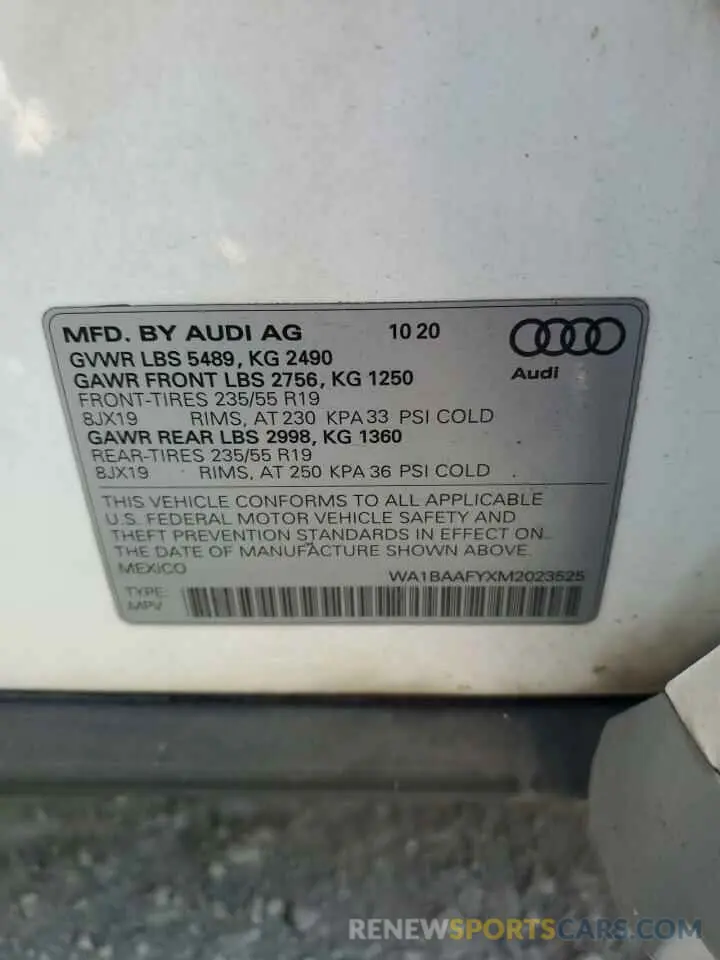 MFD. BY AUDI AG 10 20
GVWR LBS 5489, KG 2490
GAWR FRONT LBS 2756, KG 1250
Audi
FRONT-TIRES 235/55 R19
8JX19 RIMS, AT 230 KPA 33 PSI COLD
GAWR REAR LBS 2998, KG 1360
REAR-TIRES 235/55 R19
8JX19 RIMS, AT 250 KPA 36 PSI COLD
THIS VEHICLE CONFORMS TO ALL APPLICABLE
U.S. FEDERAL MOTOR VEHICLE SAFETY AND
THEFT PREVENTION STANDARDS IN EFFECT ON
THE DATE OF MANUFACTURE SHOWN ABOVE.
MEXICO WA1BAAFYXM2023525
TYPE:
MPV
RENEWSPORTSCARS.COM